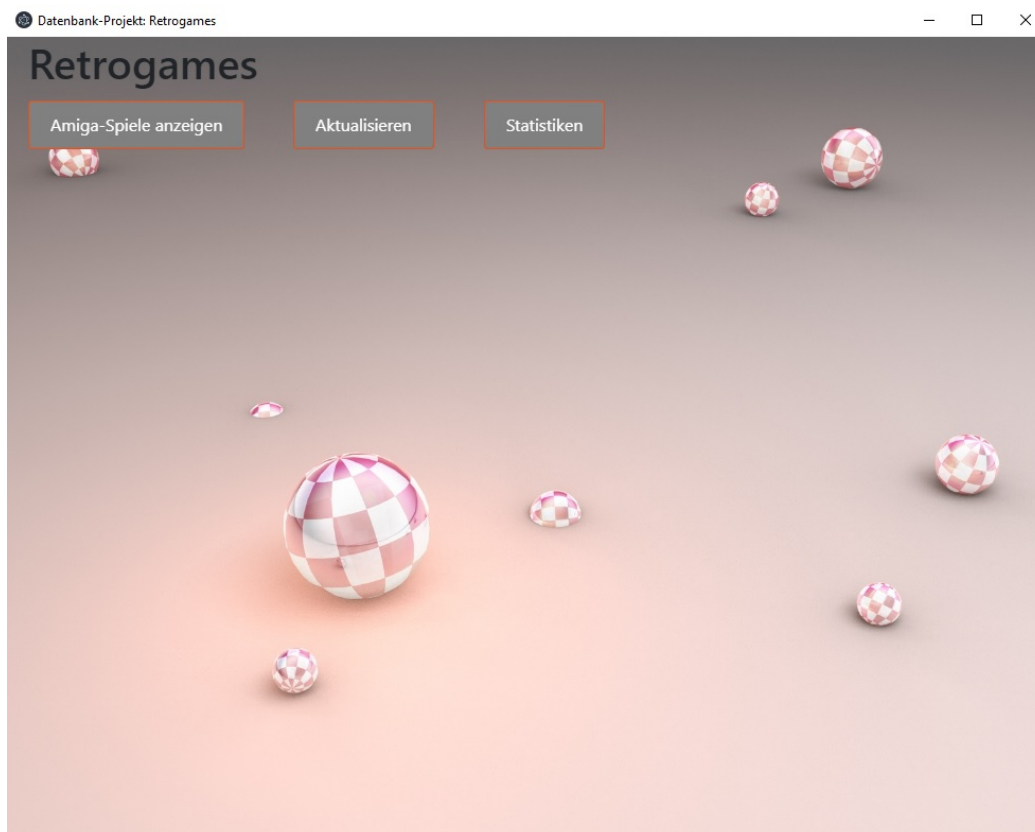 Datenbank-Projekt: Retrogames
Retrogames
Amiga-Spiele anzeigen Aktualisieren Statistiken